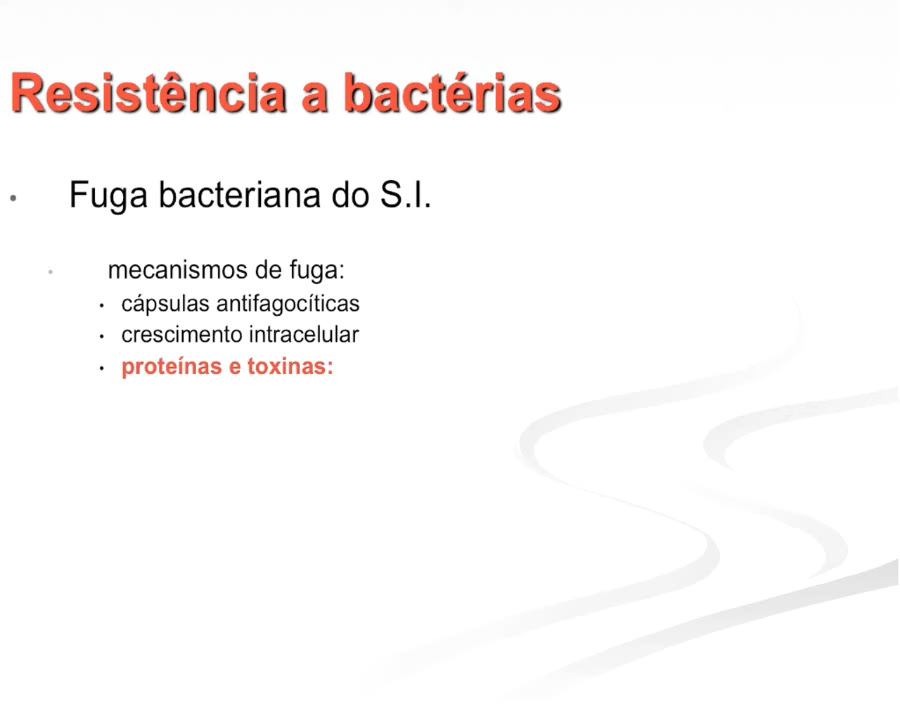 Resistência a bactérias
Fuga bacteriana do S.I.
mecanismos de fuga:
cápsulas antifagocíticas
crescimento intracelular
proteínas e toxinas: